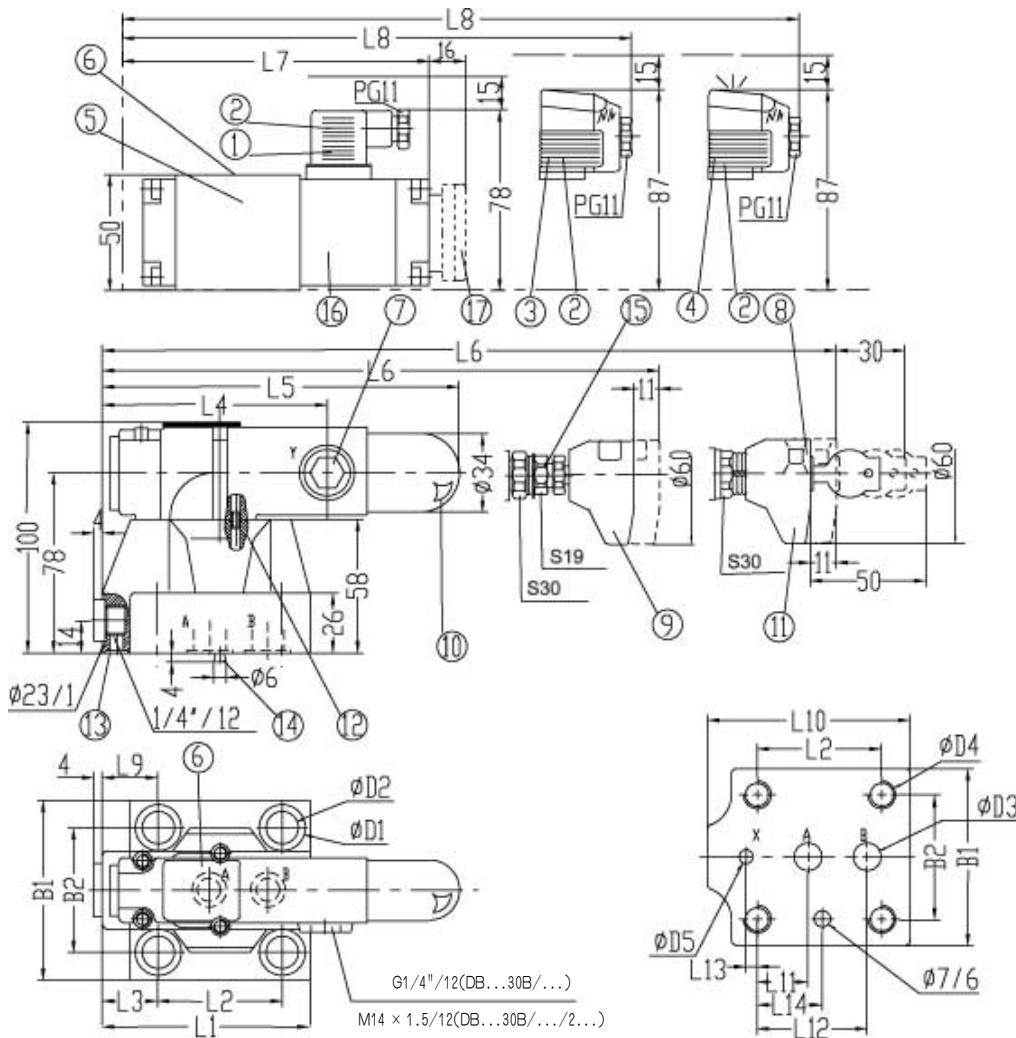 L8
L8
L7
16
15
15
15
6
5
2
1
PG11
50
78
87
87
PG11
PG11
16
7
17
3
2
15
4
2
8
L6
30
L6
L5
L4
11
Y
Ø34
Ø60
Ø60
100
78
4
14
58
26
A
B
S19
S30
S30
11
50
9
10
11
4
Ø6
Ø23/1
13
1/4"/12
14
12
6
4
L9
ØD2
ØD1
B1
B2
A
B
L3
L2
L1
G1/4"/12(DB...30B/...)
M14 × 1.5/12(DB...30B/.../2...)
L10
L2
ØD4
ØD3
X
A
B
B2
B1
ØD5
L13
L11
L14
L12
Ø7/6